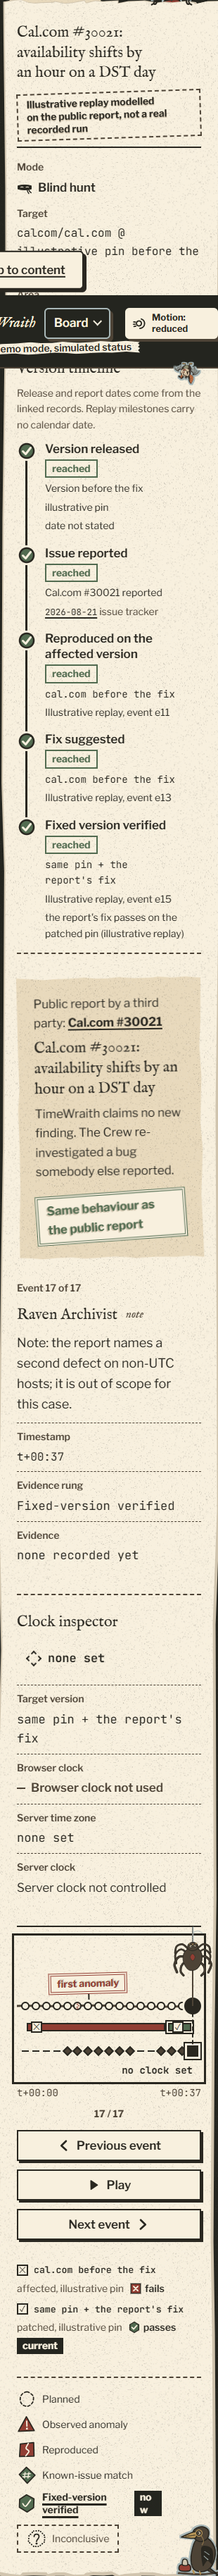 Cal.com #30021:
availability shifts by
an hour on a DST day
Illustrative replay modelled
on the public report, not a real
recorded run
Mode
Blind hunt
Target
calcom/cal.com @
pin before the
p to content
Wraith
Board
Motion:
reduced
emo mode, simulated status
Version timeline
Release and report dates come from the
linked records. Replay milestones carry
no calendar date.
Version released
reached
Version before the fix
illustrative pin
date not stated
Issue reported
reached
Cal.com #30021 reported
2026-08-21 issue tracker
Reproduced on the
affected version
reached
cal.com before the fix
Illustrative replay, event e11
Fix suggested
reached
cal.com before the fix
Illustrative replay, event e13
Fixed version verified
reached
same pin + the
report's fix
Illustrative replay, event e15
the report's fix passes on the
patched pin (illustrative replay)
Public report by a third
party: Cal.com #30021
Cal.com #30021:
availability shifts by an
hour on a DST day
TimeWraith claims no new
finding. The Crew re-
investigated a bug
somebody else reported.
Same behaviour as
the public report
Event 17 of 17
Raven Archivist note
Note: the report names a
second defect on non-UTC
hosts; it is out of scope for
this case.
Timestamp
t+00:37
Evidence rung
Fixed-version verified
Evidence
none recorded yet
Clock inspector
none set
Target version
same pin + the report's
fix
Browser clock
— Browser clock not used
Server time zone
none set
Server clock
Server clock not controlled
first anomaly
no clock set
t+00:00 t+00:37
17 / 17
Previous event
Play
Next event
cal.com before the fix
affected, illustrative pin fails
same pin + the report's fix
patched, illustrative pin passes
current
Planned
Observed anomaly
Reproduced
Known-issue match
Fixed-version
verified
no
w
Inconclusive